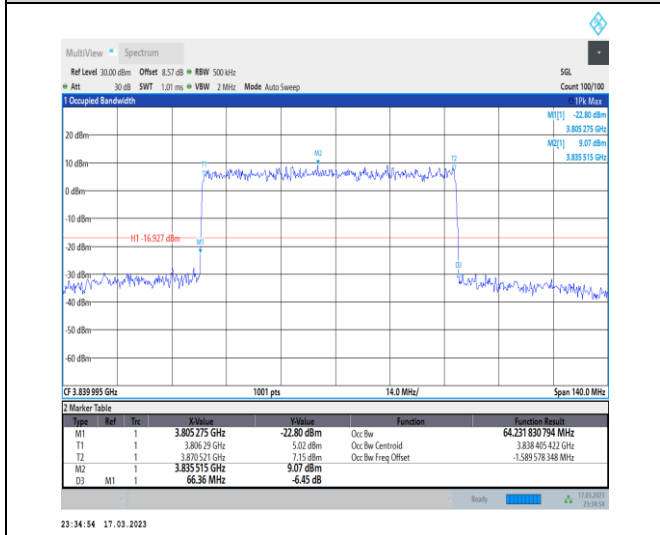 MultiView Spectrum
Ref Level 30.00 dBm Offset 8.57 dB RBW 500 kHz SGL
Att 30 dB SWT 1.01 ms VBW 2 MHz Mode Auto Sweep Count 100/100
1 Occupied Bandwidth 1Pk Max
M1[1] -22.80 dBm
3.805 275 GHz
M2[1] 9.07 dBm
3.835 515 GHz
20 dBm
10 dBm
0 dBm
-10 dBm
-20 dBm
-30 dBm
-40 dBm
-50 dBm
-60 dBm
H1 -16.927 dBm
M1
T1
M2
T2
D3
CF 3.839 995 GHz 1001 pts 14.0 MHz/ Span 140.0 MHz
2 Marker Table
Type Ref Trc X-Value Y-Value Function Function Result
M1 1 3.805 275 GHz -22.80 dBm Occ Bw 64.231 830 794 MHz
T1 1 3.806 29 GHz 5.02 dBm Occ Bw Centroid 3.838 405 422 GHz
T2 1 3.870 521 GHz 7.15 dBm Occ Bw Freq Offset -1.589 578 348 MHz
M2 1 3.835 515 GHz 9.07 dBm
D3 M1 1 66.36 MHz -6.45 dB
Ready 17.03.2023
23:34:54
23:34:54 17.03.2023